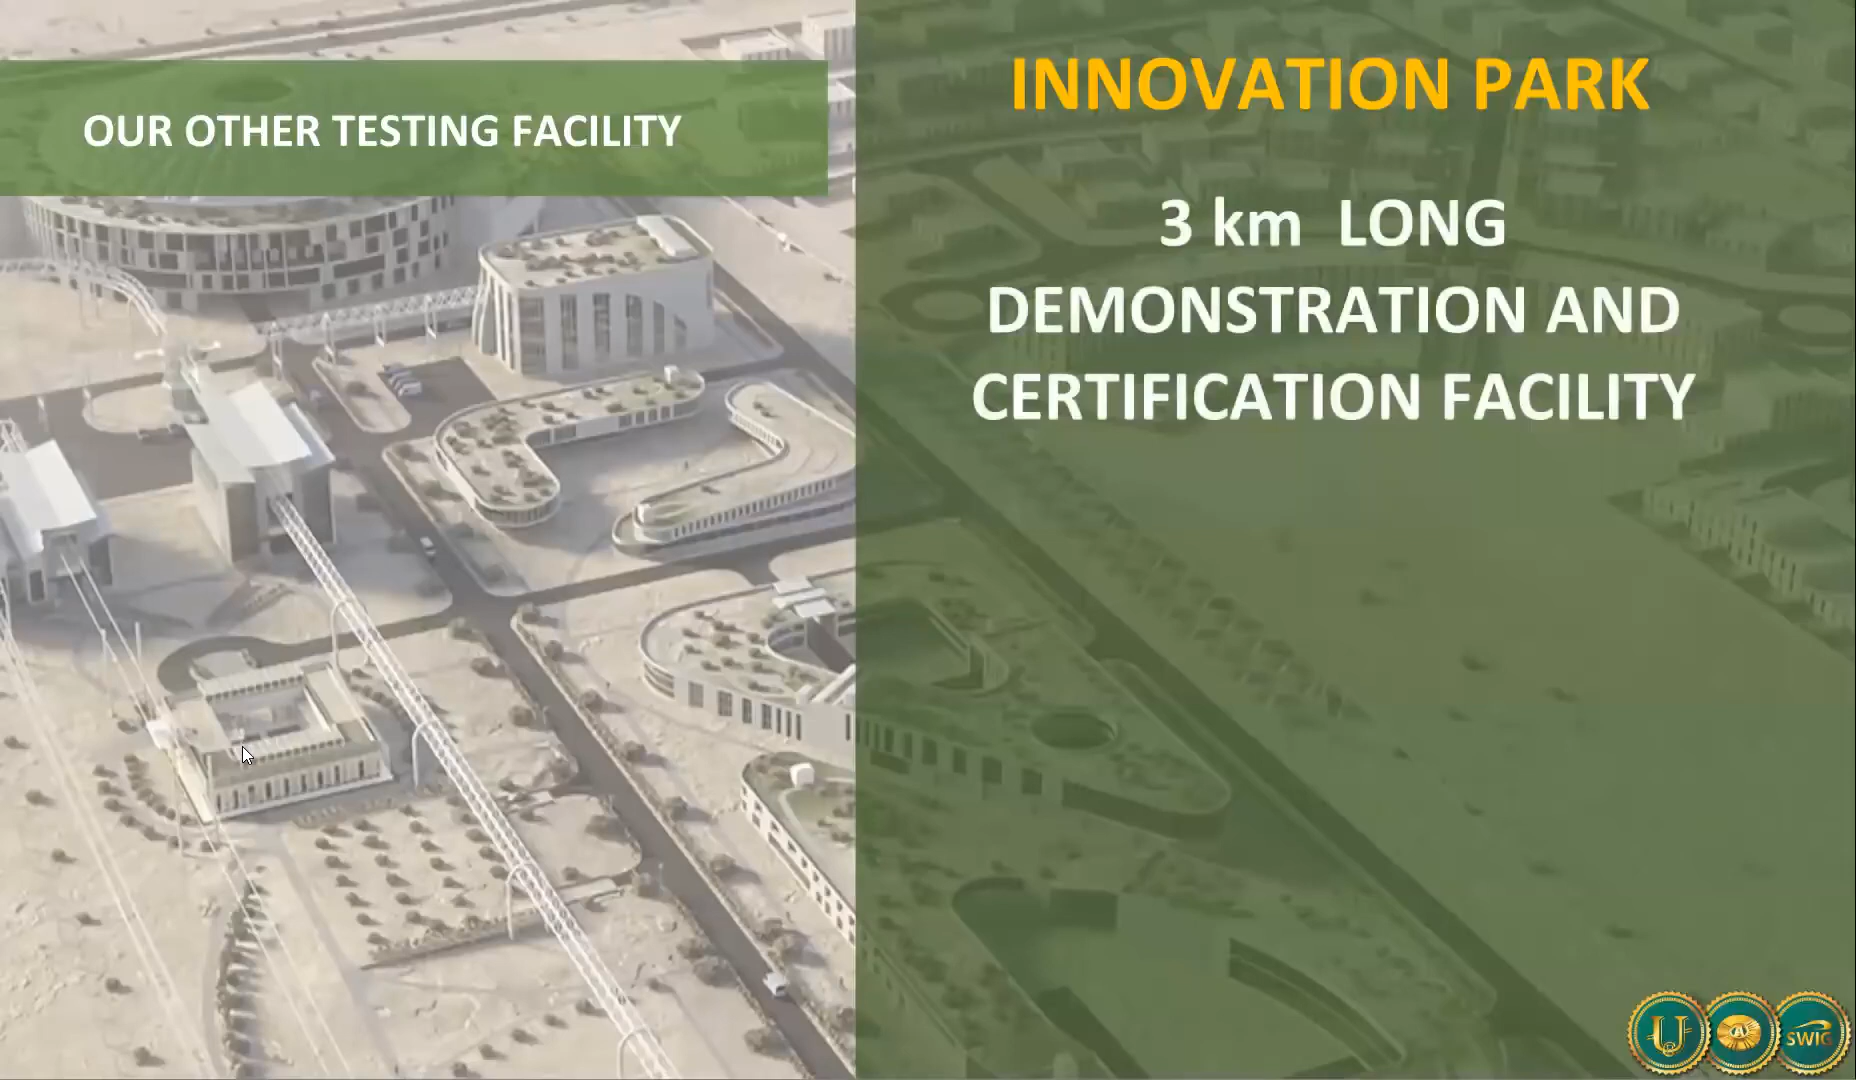 OUR OTHER TESTING FACILITY
INNOVATION PARK
3 km LONG
DEMONSTRATION AND
CERTIFICATION FACILITY
U
SWIG